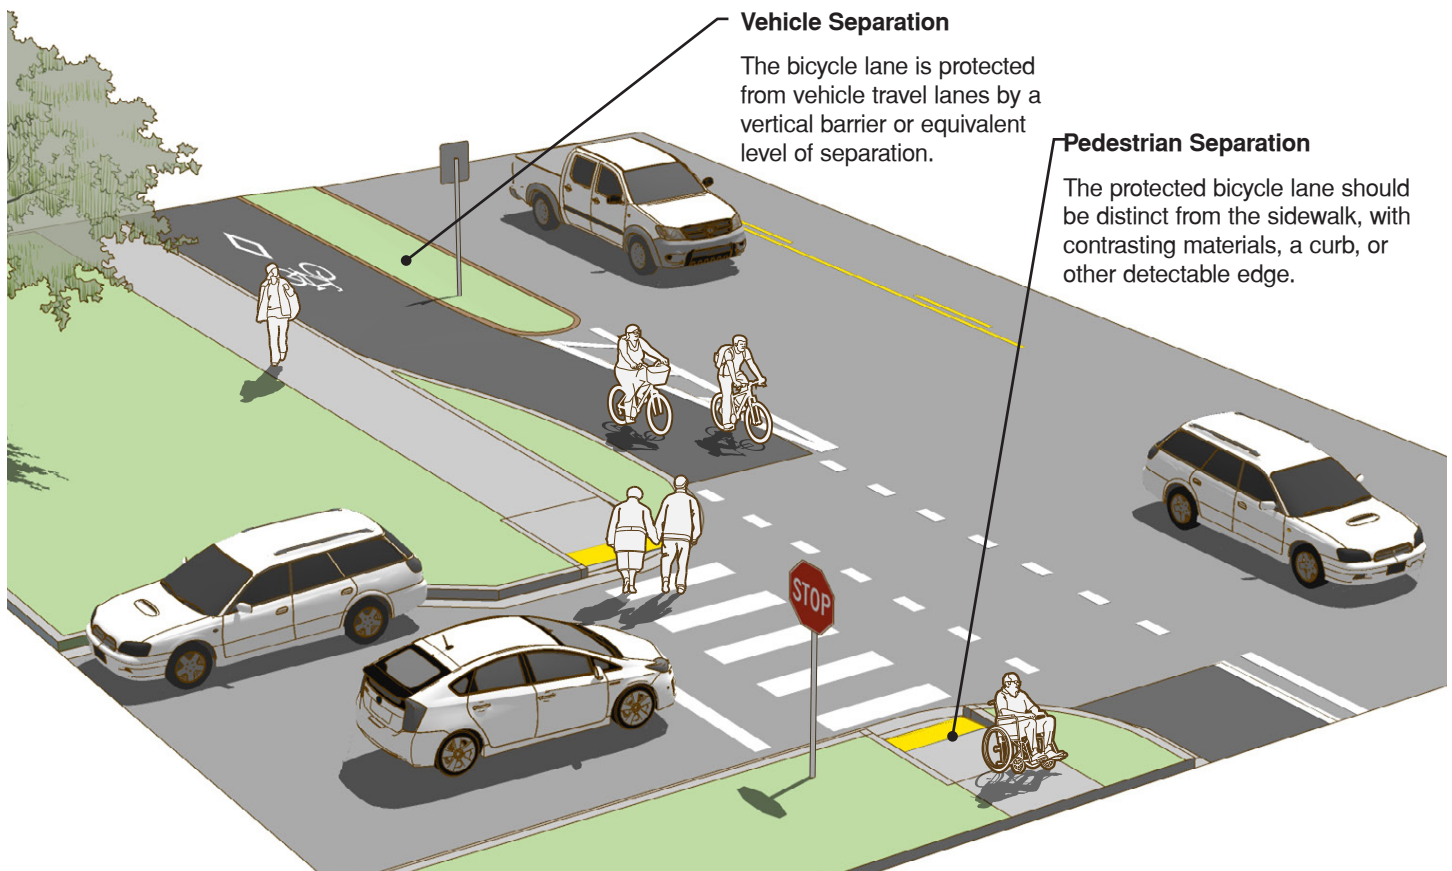 Vehicle Separation
The bicycle lane is protected
from vehicle travel lanes by a
vertical barrier or equivalent
level of separation.
Pedestrian Separation
The protected bicycle lane should
be distinct from the sidewalk, with
contrasting materials, a curb, or
other detectable edge.
STOP